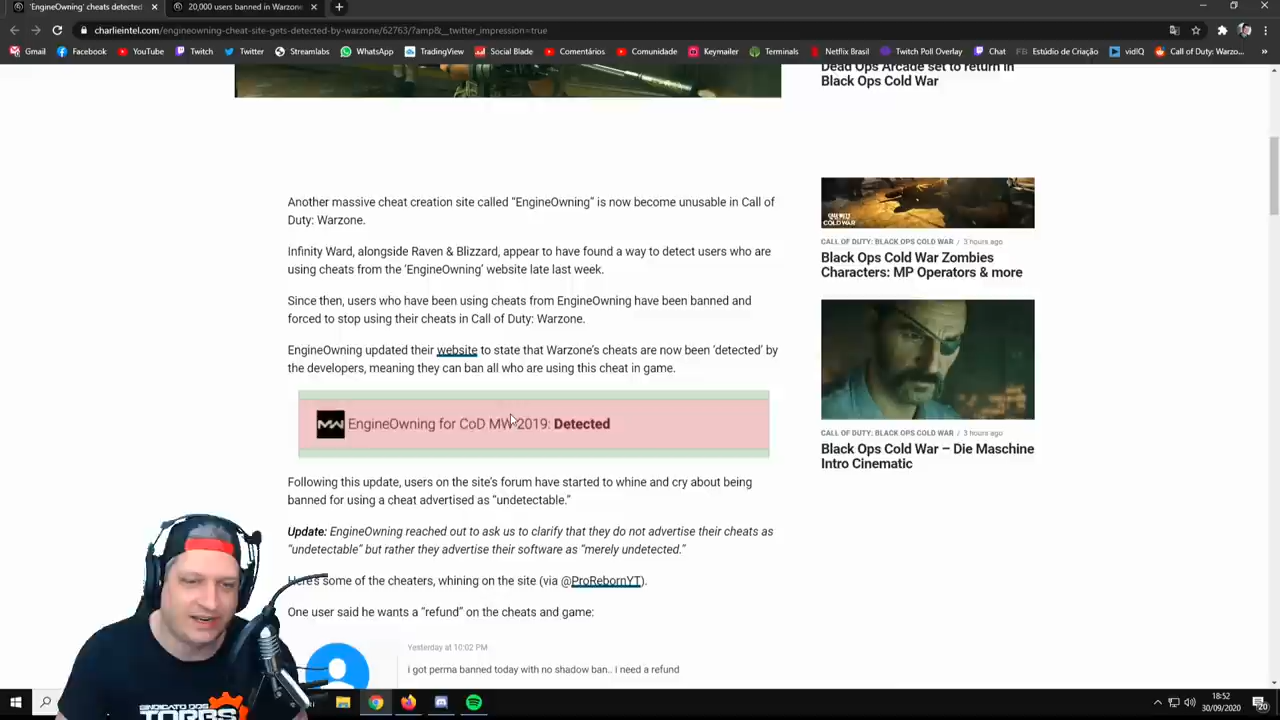 'EngineOwning' cheats detected
20,000 users banned in Warzone
charlieintel.com/engineowning-cheat-site-gets-detected-by-warzone/62763/?amp&__twitter_impression=true
Gmail
Facebook
YouTube
Twitch
Twitter
Streamlabs
WhatsApp
TradingView
Social Blade
Comentários
Comunidade
Keymailer
Terminals
Netflix Brasil
Twitch Poll Overlay
Chat
Estúdio de Criação
vidIQ
Call of Duty: Warzo...
Dead Ops Arcade set to return in
Black Ops Cold War
Another massive cheat creation site called “EngineOwning” is now become unusable in Call of
Duty: Warzone.
Infinity Ward, alongside Raven & Blizzard, appear to have found a way to detect users who are
using cheats from the ‘EngineOwning’ website late last week.
Since then, users who have been using cheats from EngineOwning have been banned and
forced to stop using their cheats in Call of Duty: Warzone.
EngineOwning updated their website to state that Warzone’s cheats are now been ‘detected’ by
the developers, meaning they can ban all who are using this cheat in game.
EngineOwning for CoD MW 2019: Detected
Following this update, users on the site’s forum have started to whine and cry about being
banned for using a cheat advertised as “undetectable.”
Update: EngineOwning reached out to ask us to clarify that they do not advertise their cheats as
“undetectable” but rather they advertise their software as “merely undetected.”
Here’s some of the cheaters, whining on the site (via @ProRebornYT).
One user said he wants a “refund” on the cheats and game:
Yesterday at 10:02 PM
i got perma banned today with no shadow ban.. i need a refund
CALL OF DUTY: BLACK OPS COLD WAR / 3 hours ago
Black Ops Cold War Zombies
Characters: MP Operators & more
CALL OF DUTY: BLACK OPS COLD WAR / 3 hours ago
Black Ops Cold War – Die Maschine
Intro Cinematic
SINDICATO DOS
TORBS
18:52
30/09/2020
20